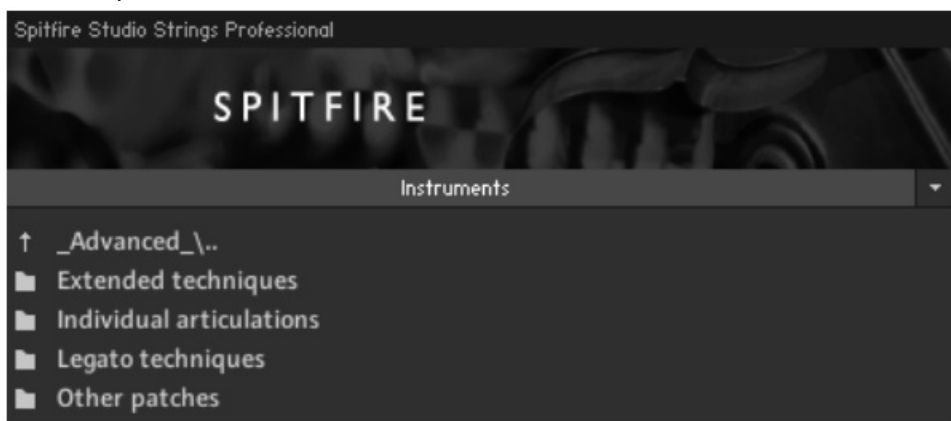 Spitfire Studio Strings Professional
SPITFIRE
Instruments
↑ _Advanced_\..
Extended techniques
Individual articulations
Legato techniques
Other patches